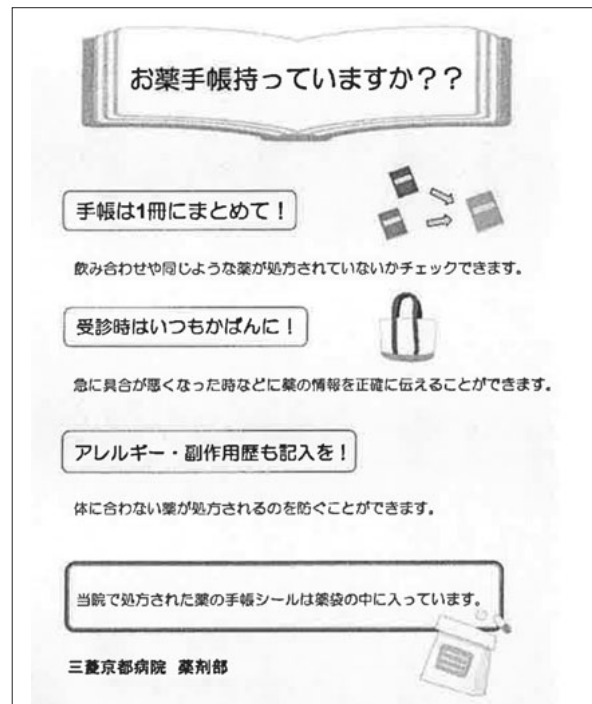 お薬手帳持っていますか？？
手帳は1冊にまとめて！
飲み合わせや同じような薬が処方されていないかチェックできます。
受診時はいつもかばんに！
急に具合が悪くなった時などに薬の情報を正確に伝えることができます。
アレルギー・副作用歴も記入を！
体に合わない薬が処方されるのを防ぐことができます。
当院で処方された薬の手帳シールは薬袋の中に入っています。
三菱京都病院 薬剤部